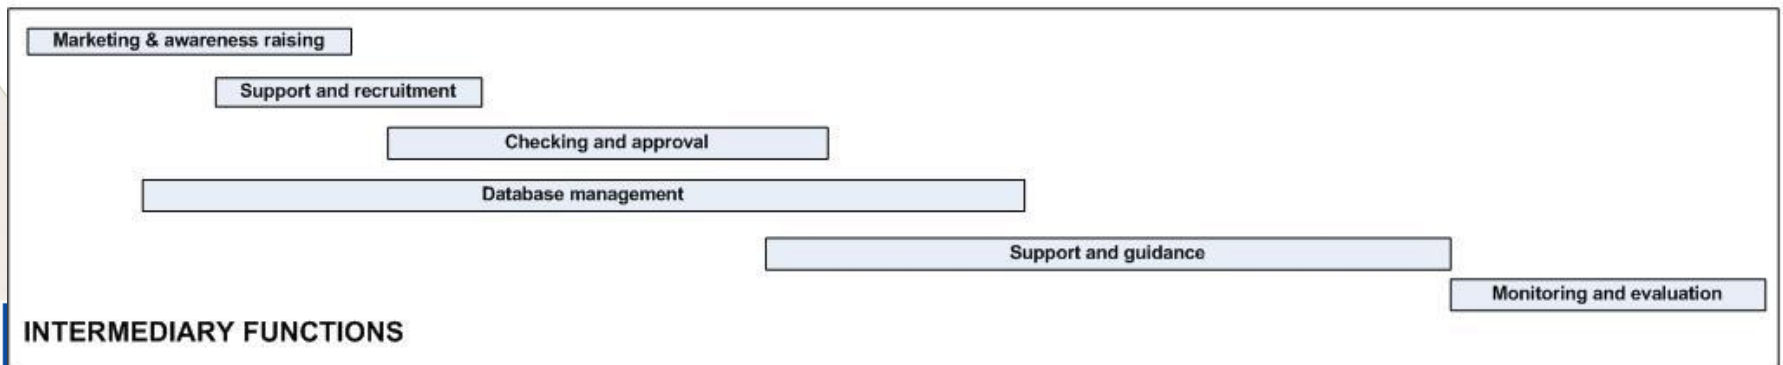 Marketing & awareness raising
Support and recruitment
Checking and approval
Database management
Support and guidance
Monitoring and evaluation
INTERMEDIARY FUNCTIONS